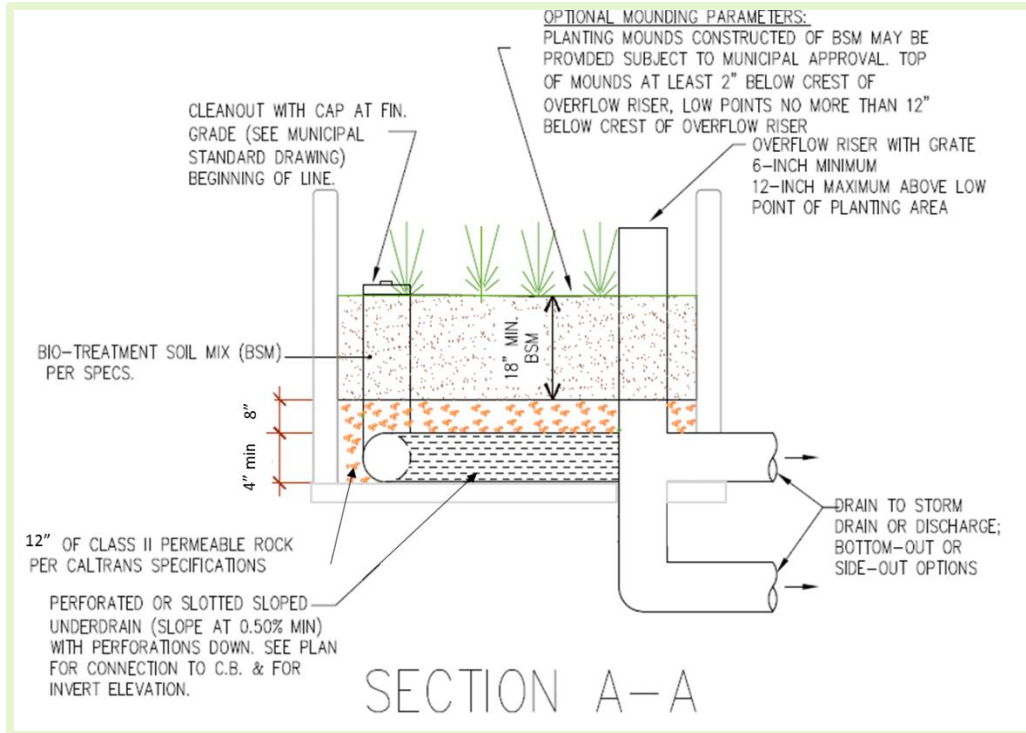 OPTIONAL MOUNDING PARAMETERS:
PLANTING MOUNDS CONSTRUCTED OF BSM MAY BE
PROVIDED SUBJECT TO MUNICIPAL APPROVAL. TOP
OF MOUNDS AT LEAST 2" BELOW CREST OF
OVERFLOW RISER, LOW POINTS NO MORE THAN 12"
BELOW CREST OF OVERFLOW RISER
CLEANOUT WITH CAP AT FIN.
GRADE (SEE MUNICIPAL
STANDARD DRAWING)
BEGINNING OF LINE.
OVERFLOW RISER WITH GRATE
6-INCH MINIMUM
12-INCH MAXIMUM ABOVE LOW
POINT OF PLANTING AREA
BIO-TREATMENT SOIL MIX (BSM)
PER SPECS.
18" MIN.
BSM
8"
4" min
12" OF CLASS II PERMEABLE ROCK
PER CALTRANS SPECIFICATIONS
DRAIN TO STORM
DRAIN OR DISCHARGE;
BOTTOM-OUT OR
SIDE-OUT OPTIONS
PERFORATED OR SLOTTED SLOPED
UNDERDRAIN (SLOPE AT 0.50% MIN)
WITH PERFORATIONS DOWN. SEE PLAN
FOR CONNECTION TO C.B. & FOR
INVERT ELEVATION.
SECTION A-A